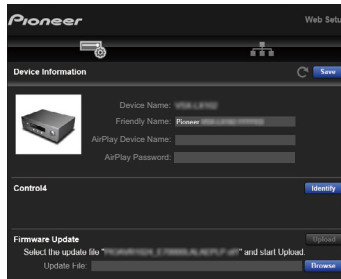 Pioneer
Web Setu
Device Information
Save
Device Name:
Friendly Name: Pioneer
AirPlay Device Name:
AirPlay Password:
Control4
Identify
Firmware Update
Upload
Select the update file " " and start Upload.
Update File:
Browse